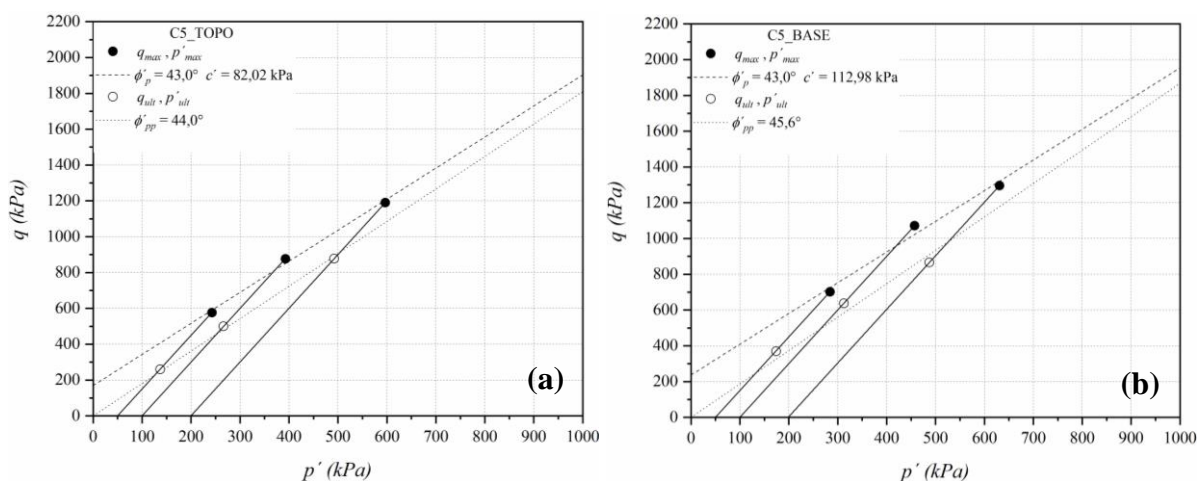 C5_TOPO
q_max , p´_max
ϕ´_p = 43,0° c´ = 82,02 kPa
q_ult , p´_ult
ϕ´_pp = 44,0°
2200
2000
1800
1600
1400
1200
1000
800
600
400
200
0
q (kPa)
0 100 200 300 400 500 600 700 800 900 1000
p´ (kPa)
(a)
C5_BASE
q_max , p´_max
ϕ´_p = 43,0° c´ = 112,98 kPa
q_ult , p´_ult
ϕ´_pp = 45,6°
2200
2000
1800
1600
1400
1200
1000
800
600
400
200
0
q (kPa)
0 100 200 300 400 500 600 700 800 900 1000
p´ (kPa)
(b)